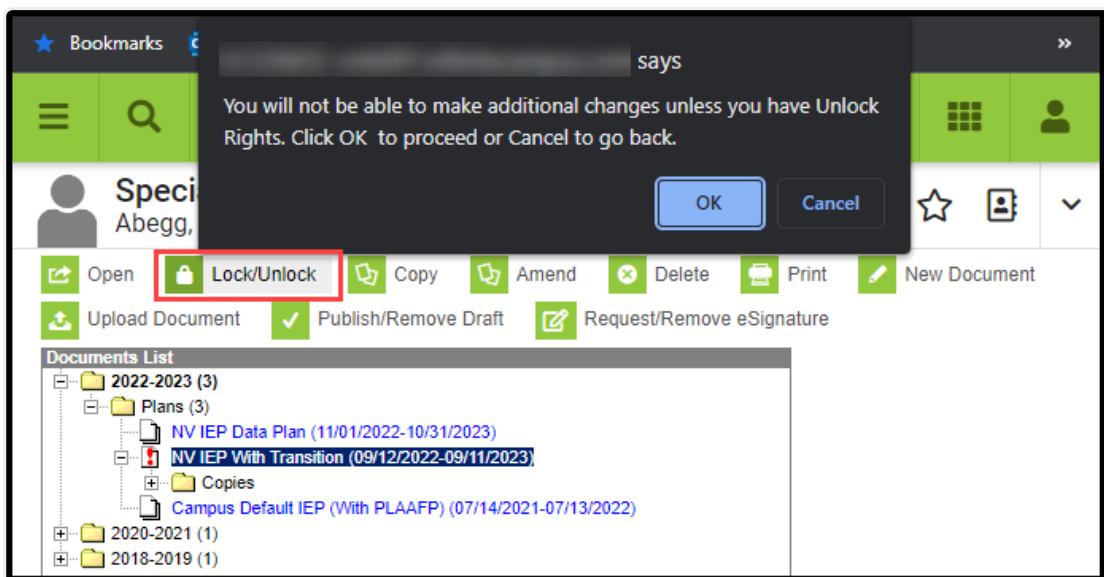 Bookmarks
says
You will not be able to make additional changes unless you have Unlock
Rights. Click OK  to proceed or Cancel to go back.
OK Cancel
Abegg,
Open Lock/Unlock Copy Amend Delete Print New Document
Upload Document Publish/Remove Draft Request/Remove eSignature
Documents List
2022-2023 (3)
Plans (3)
NV IEP Data Plan (11/01/2022-10/31/2023)
NV IEP With Transition (09/12/2022-09/11/2023)
Copies
Campus Default IEP (With PLAAFP) (07/14/2021-07/13/2022)
2020-2021 (1)
2018-2019 (1)